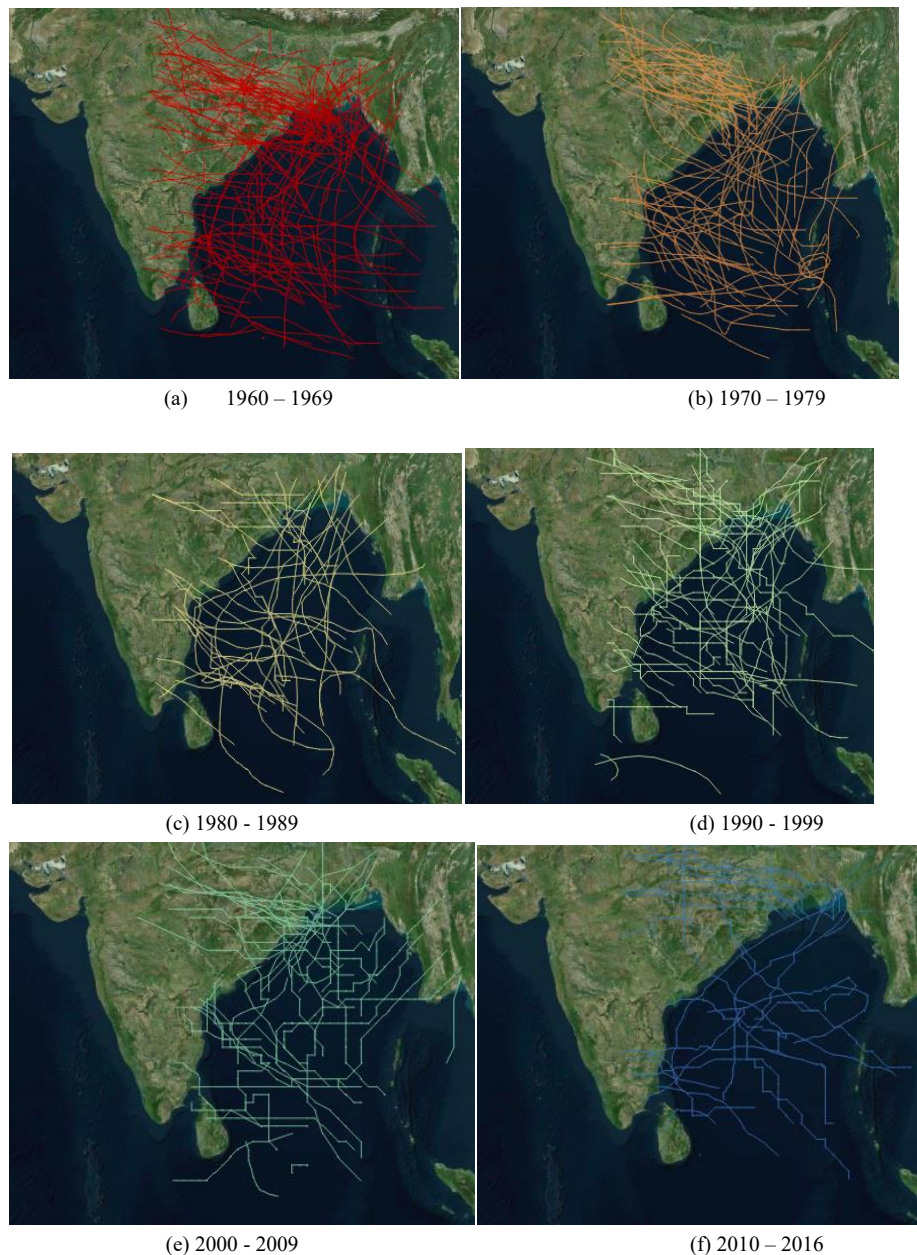 (a) 1960 – 1969
(b) 1970 – 1979
(c) 1980 - 1989
(d) 1990 - 1999
(e) 2000 - 2009
(f) 2010 – 2016